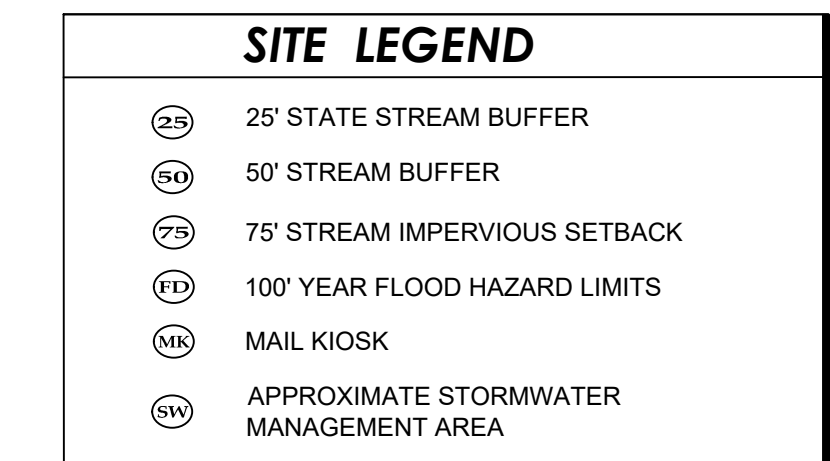 SITE LEGEND
25 25' STATE STREAM BUFFER
50 50' STREAM BUFFER
75 75' STREAM IMPERVIOUS SETBACK
FD 100' YEAR FLOOD HAZARD LIMITS
MK MAIL KIOSK
SW APPROXIMATE STORMWATER
MANAGEMENT AREA